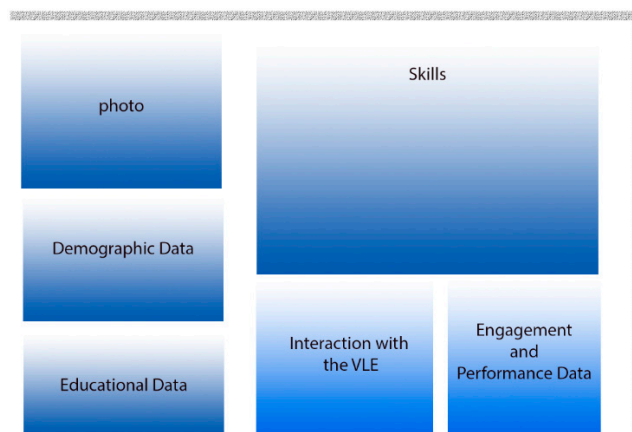 photo
Skills
Demographic Data
Educational Data
Interaction with
the VLE
Engagement
and
Performance Data